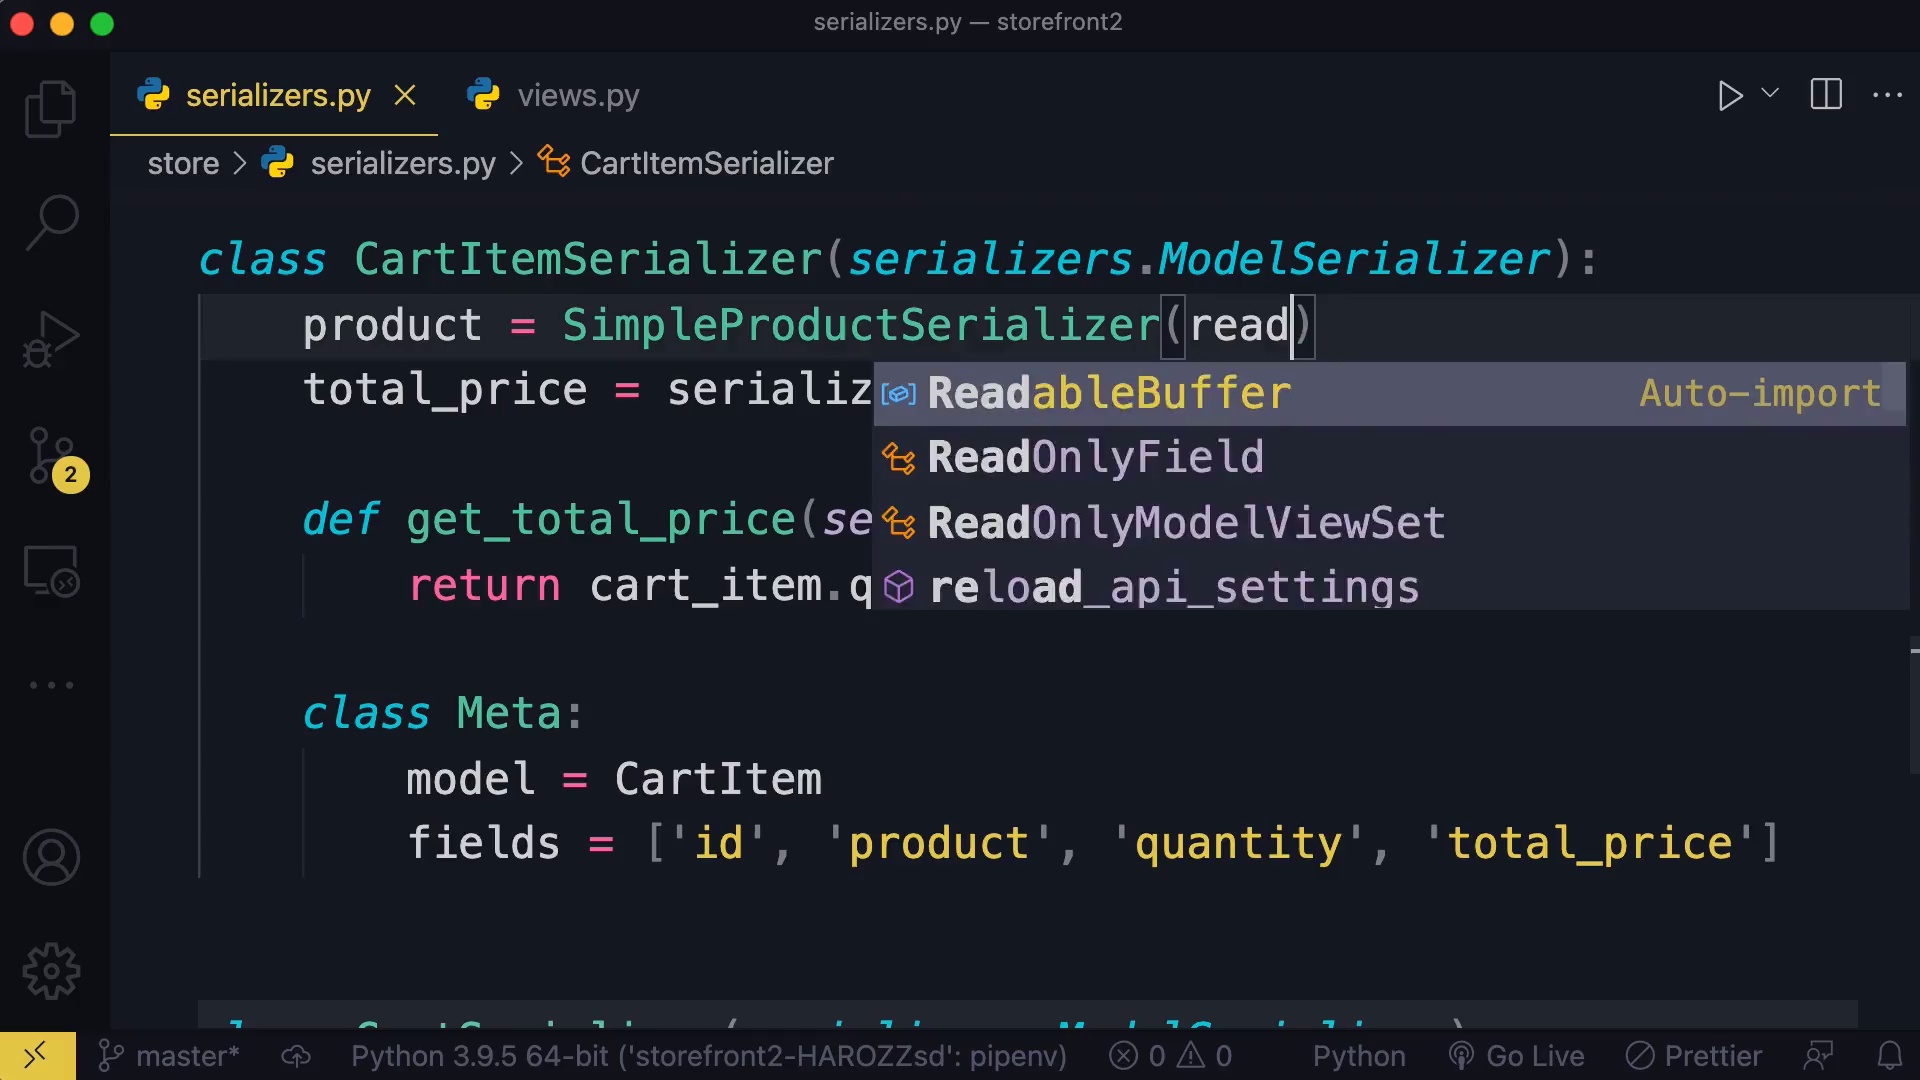 serializers.py — storefront2
serializers.py
views.py
store > serializers.py > CartItemSerializer
class CartItemSerializer(serializers.ModelSerializer):
product = SimpleProductSerializer(read)
total_price = serializ
ReadableBuffer Auto-import
ReadOnlyField
def get_total_price(se
ReadOnlyModelViewSet
return cart_item.q
reload_api_settings
class Meta:
model = CartItem
fields = ['id', 'product', 'quantity', 'total_price']
2
master* Python 3.9.5 64-bit ('storefront2-HAROZZsd': pipenv) 0 0 Python Go Live Prettier